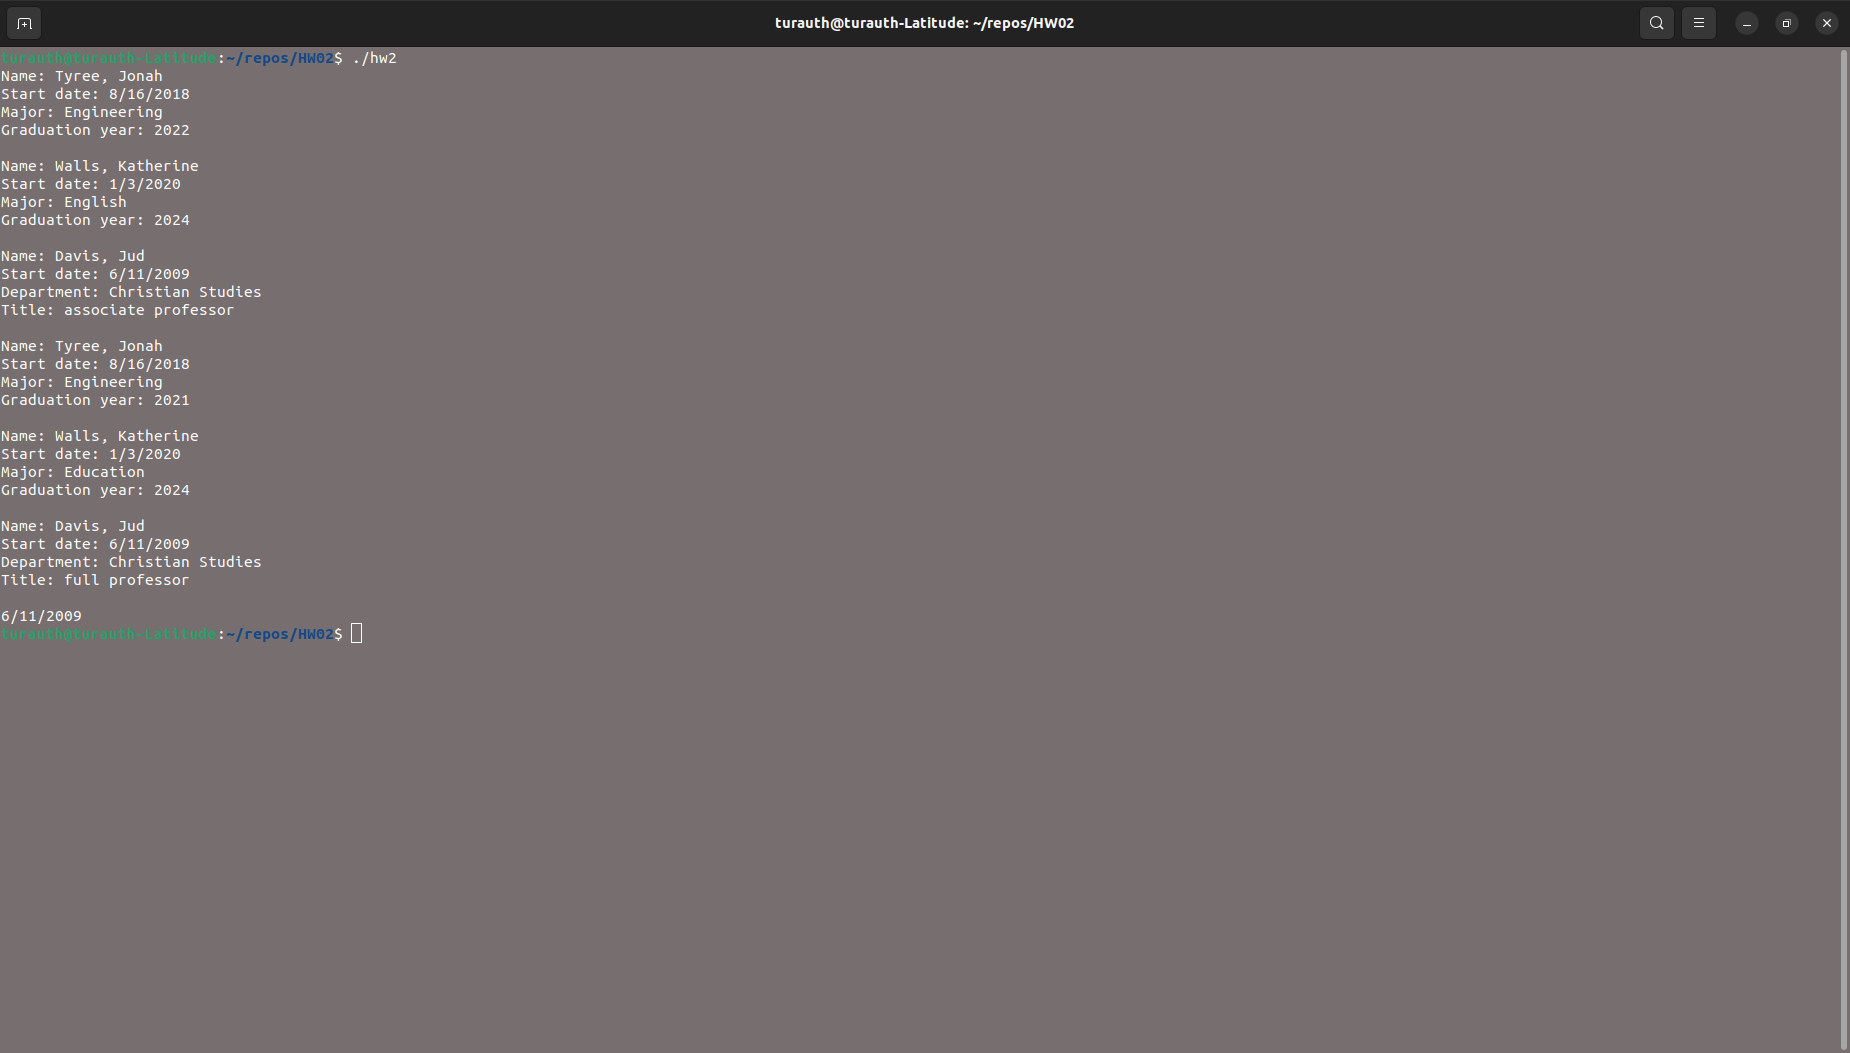 turauth@turauth-Latitude: ~/repos/HW02
turauth@turauth-Latitude:~/repos/HW02$ ./hw2
Name: Tyree, Jonah
Start date: 8/16/2018
Major: Engineering
Graduation year: 2022

Name: Walls, Katherine
Start date: 1/3/2020
Major: English
Graduation year: 2024

Name: Davis, Jud
Start date: 6/11/2009
Department: Christian Studies
Title: associate professor

Name: Tyree, Jonah
Start date: 8/16/2018
Major: Engineering
Graduation year: 2021

Name: Walls, Katherine
Start date: 1/3/2020
Major: Education
Graduation year: 2024

Name: Davis, Jud
Start date: 6/11/2009
Department: Christian Studies
Title: full professor

6/11/2009
turauth@turauth-Latitude:~/repos/HW02$